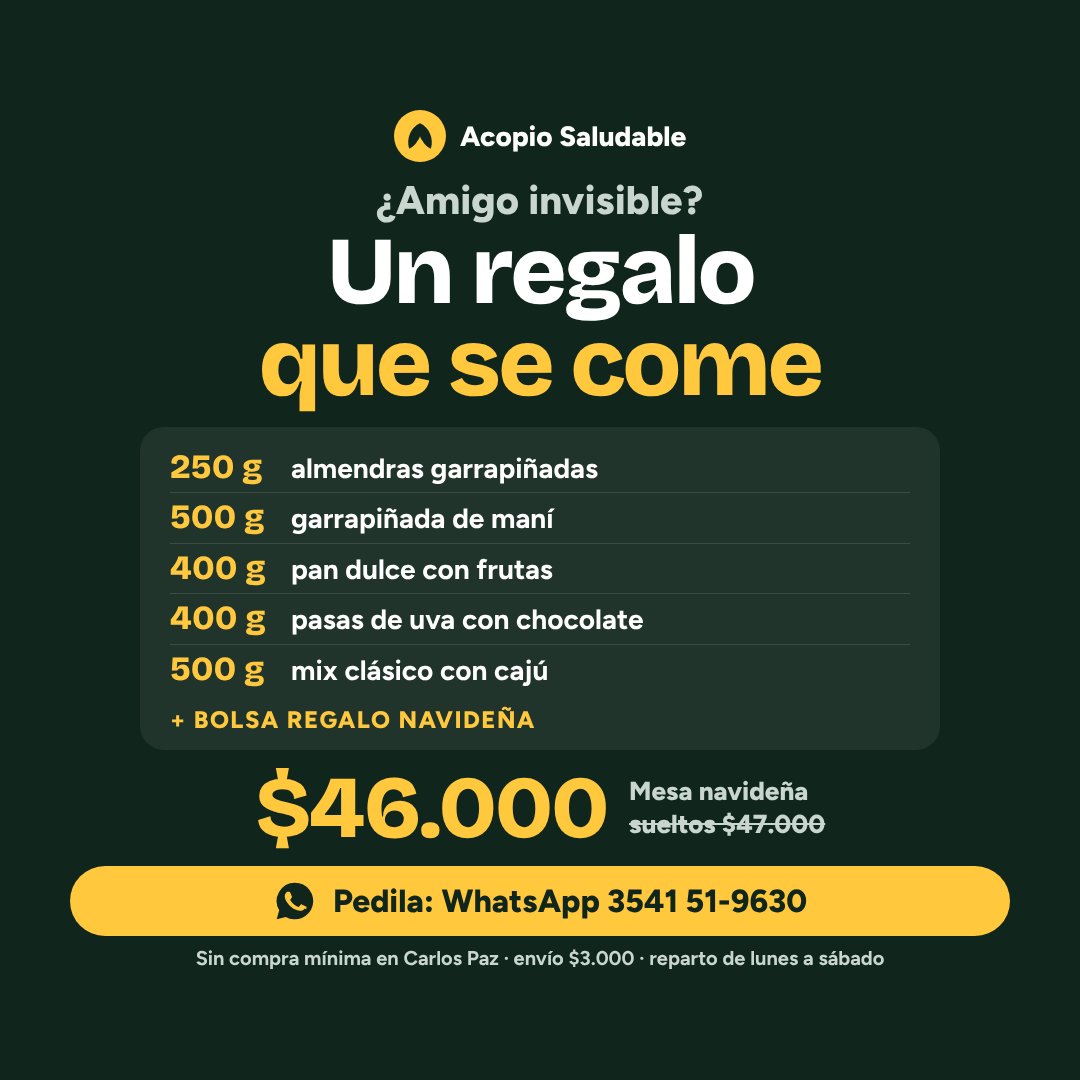 Acopio Saludable
¿Amigo invisible?
Un regalo
que se come
250 g almendras garrapiñadas
500 g garrapiñada de maní
400 g pan dulce con frutas
400 g pasas de uva con chocolate
500 g mix clásico con cajú
+ BOLSA REGALO NAVIDEÑA
$46.000
Mesa navideña
sueltos $47.000
Pedila: WhatsApp 3541 51-9630
Sin compra mínima en Carlos Paz · envío $3.000 · reparto de lunes a sábado